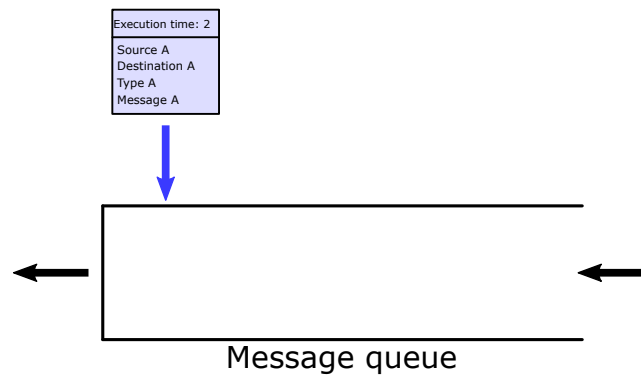 Execution time: 2
Source A
Destination A
Type A
Message A
Message queue